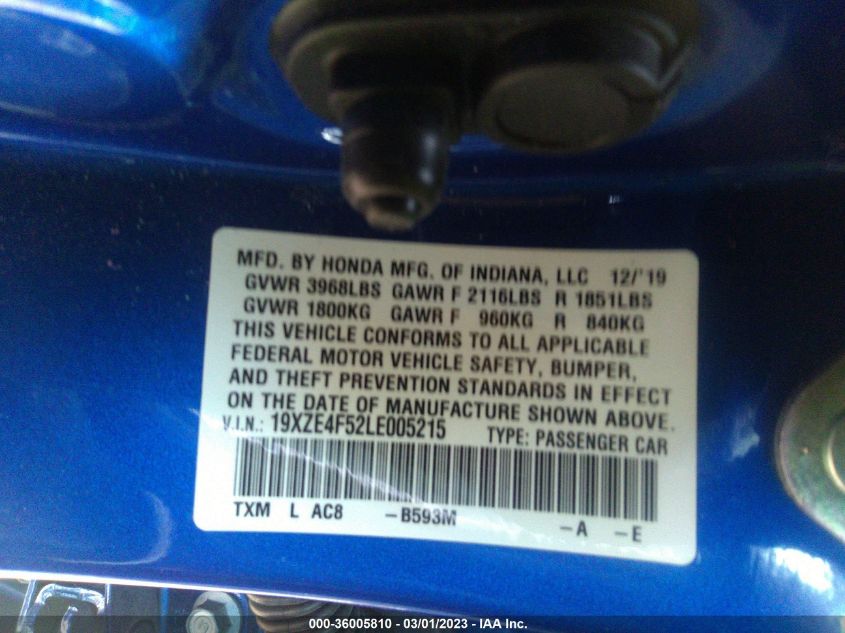 MFD. BY HONDA MFG. OF INDIANA, LLC 12/'19
GVWR 3968LBS GAWR F 2116LBS R 1851LBS
GVWR 1800KG GAWR F 960KG R 840KG
THIS VEHICLE CONFORMS TO ALL APPLICABLE
FEDERAL MOTOR VEHICLE SAFETY, BUMPER,
AND THEFT PREVENTION STANDARDS IN EFFECT
ON THE DATE OF MANUFACTURE SHOWN ABOVE.
V.I.N.: 19XZE4F52LE005215 TYPE: PASSENGER CAR
TXM L AC8 -B593M -A -E
000-36005810 - 03/01/2023 - IAA Inc.